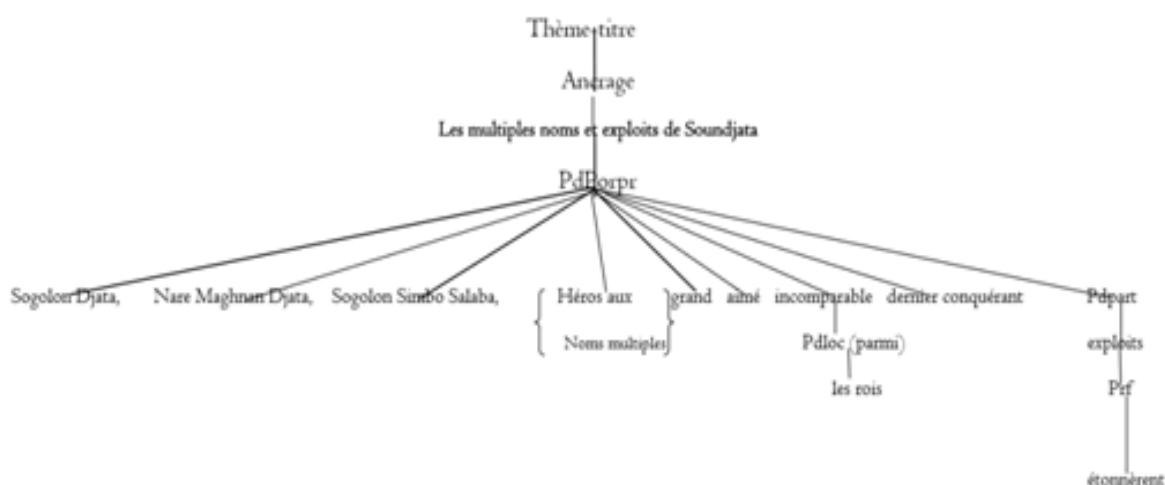 Thème-titre
Ancrage
Les multiples noms et exploits de Soundjata
PdPorpr
Sogolon Djata, Nare Maghnan Djata, Sogolon Simbo Salaba, { Héros aux } grand aimé incomparable dernier conquérant Pdpart
Noms multiples Pdloc (parmi) exploits
les rois Prf
étonnèrent